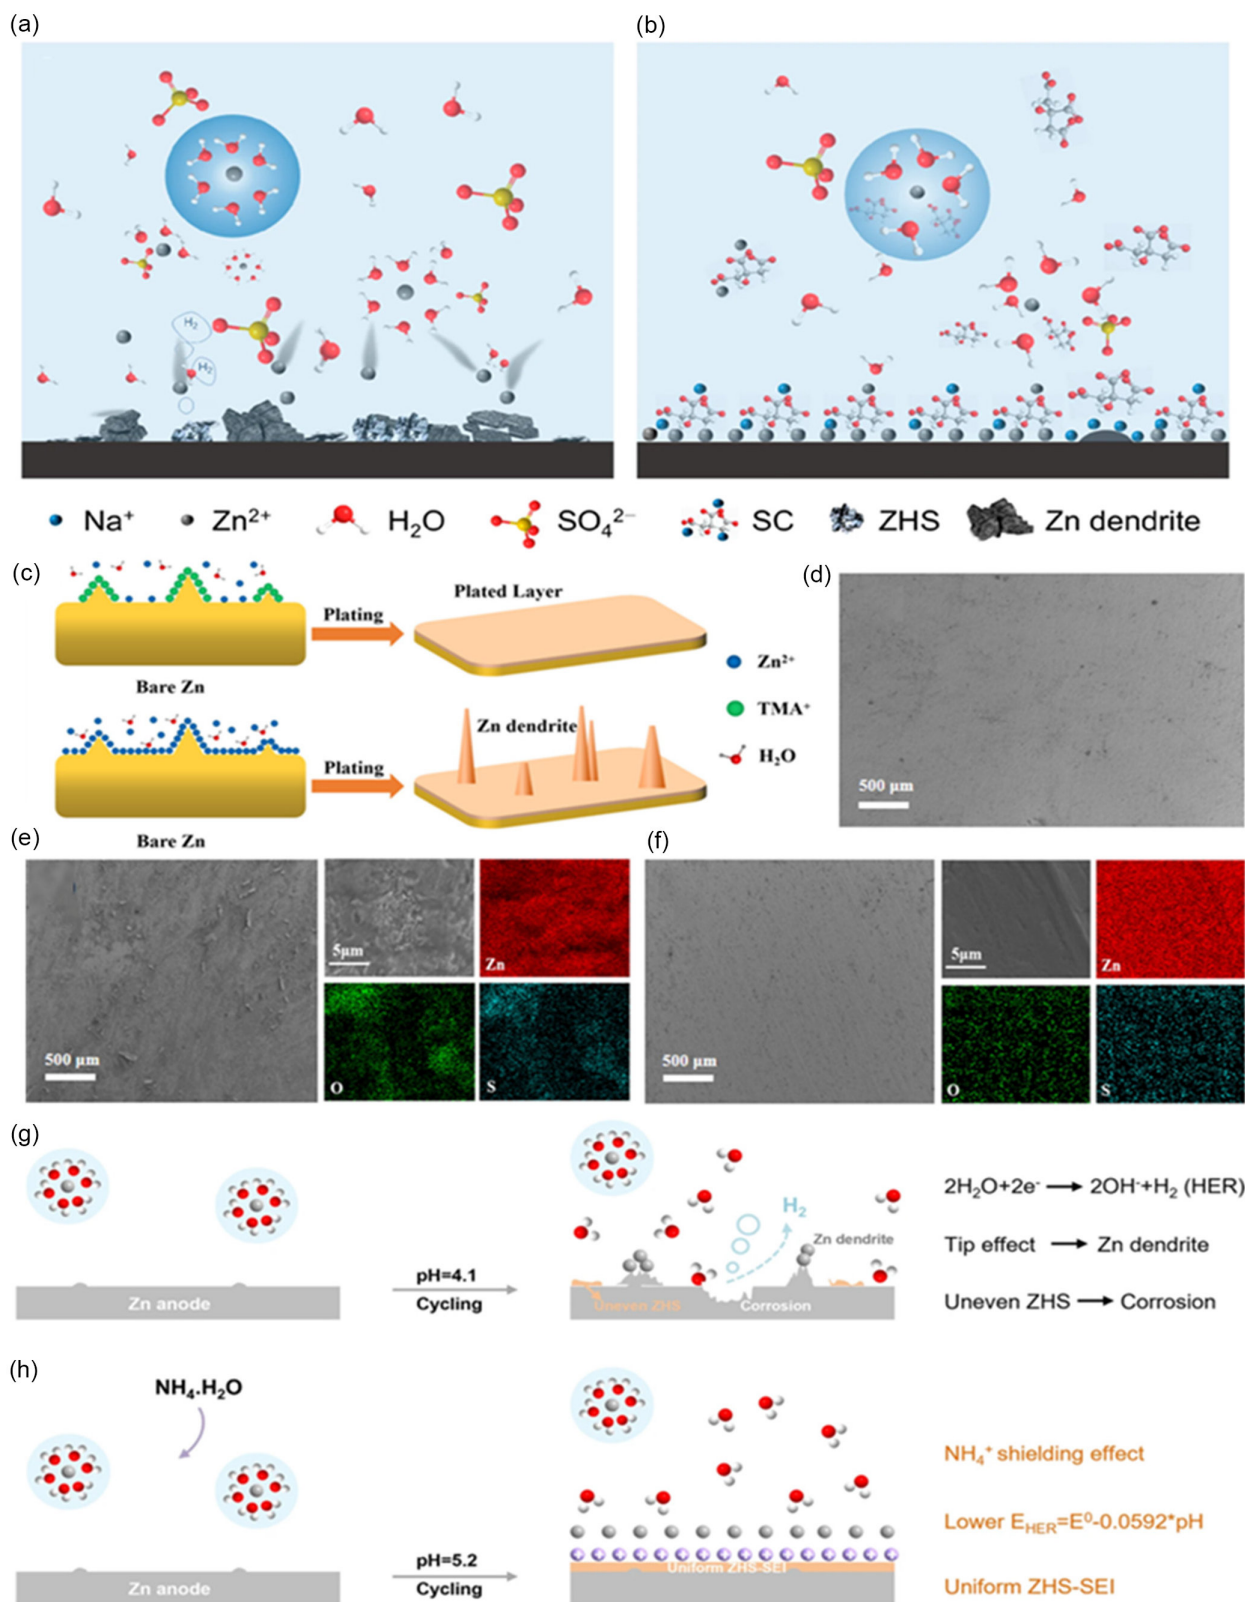 (a)
(b)
H₂
H₂
Na⁺
Zn²⁺
H₂O
SO₄²⁻
SC
ZHS
Zn dendrite
(c)
Plating
Plated Layer
Bare Zn
Zn²⁺
TMA⁺
H₂O
Zn dendrite
Plating
Bare Zn
(d)
500 μm
(e)
500 μm
5μm
Zn
O
S
(f)
500 μm
5μm
Zn
O
S
(g)
Zn anode
pH=4.1
Cycling
H₂
Zn dendrite
Uneven ZHS
Corrosion
2H₂O+2e⁻ → 2OH⁻+H₂ (HER)
Tip effect → Zn dendrite
Uneven ZHS → Corrosion
(h)
NH₄.H₂O
Zn anode
pH=5.2
Cycling
Uniform ZHS-SEI
NH₄⁺ shielding effect
Lower E_HER=E⁰-0.0592*pH
Uniform ZHS-SEI